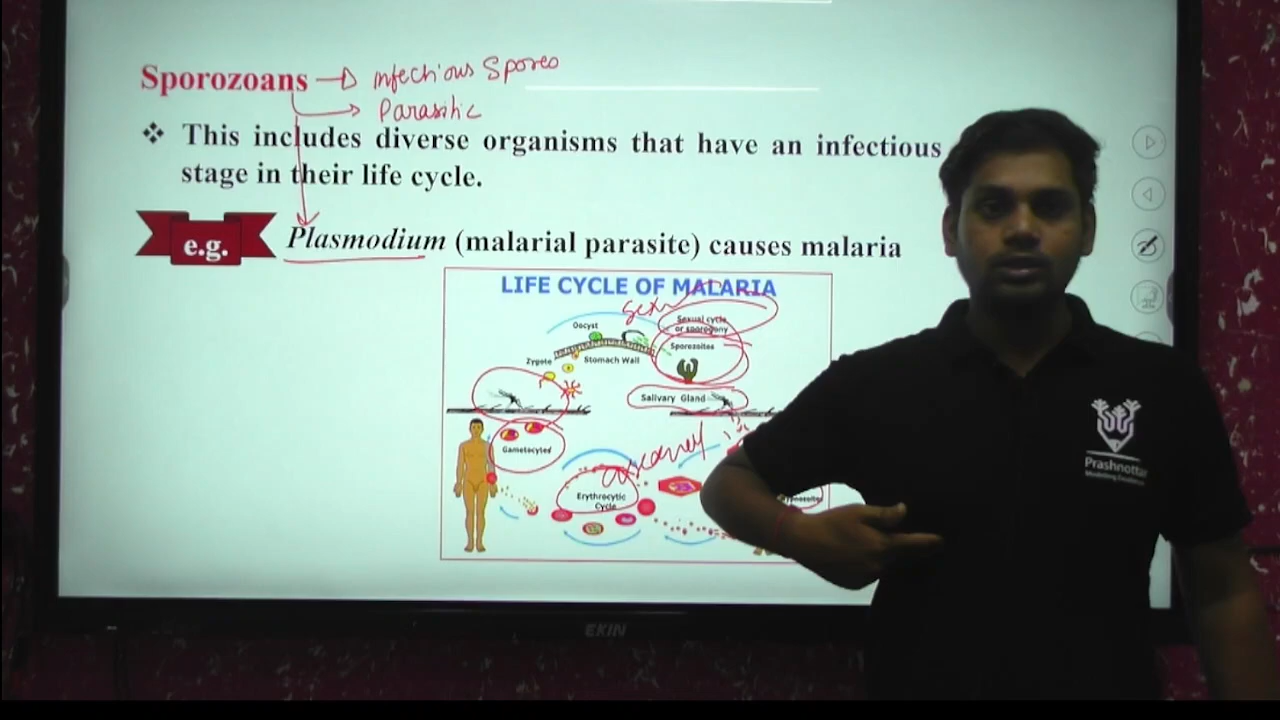 Sporozoans infectious Spores
Parasitic
❖ This includes diverse organisms that have an infectious
stage in their life cycle.
e.g. Plasmodium (malarial parasite) causes malaria
LIFE CYCLE OF MALARIA
Sexual cycle
or sporogony
Oocyst
Sporozoites
Zygote
Stomach Wall
Salivary Gland
Gametocytes
Erythrocytic
Cycle
Prashnottar
EKIN